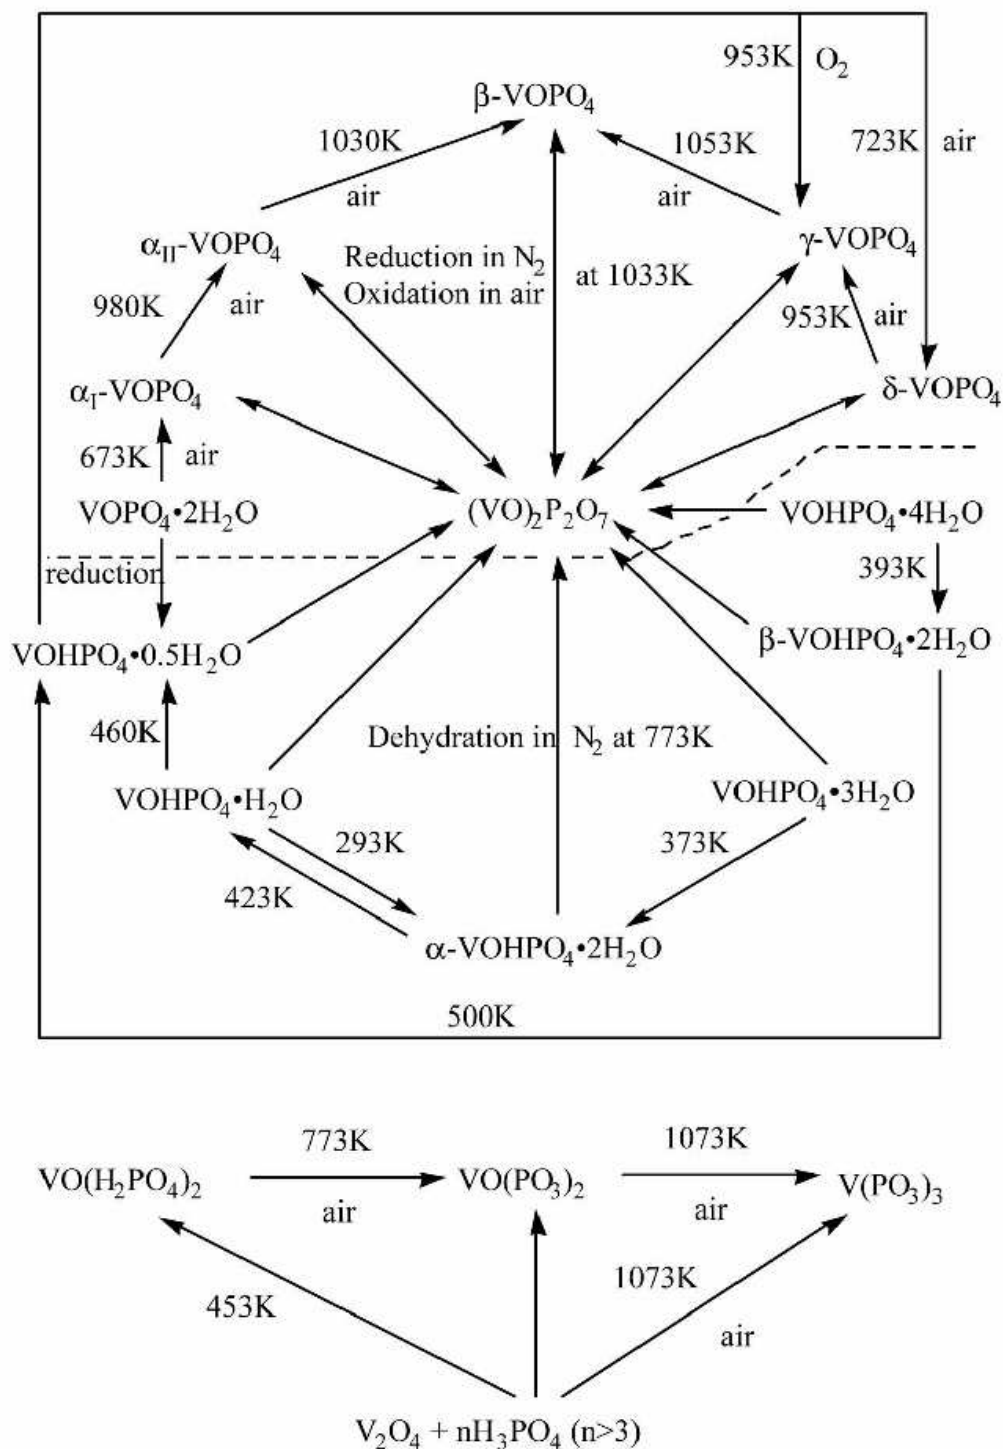 953K O₂
β-VOPO₄
1030K 1053K 723K air
air air
αII-VOPO₄ γ-VOPO₄
Reduction in N₂
Oxidation in air at 1033K
980K air 953K air
αI-VOPO₄ δ-VOPO₄
673K air
VOPO₄•2H₂O (VO)₂P₂O₇ VOHPO₄•4H₂O
reduction 393K
VOHPO₄•0.5H₂O β-VOHPO₄•2H₂O
460K Dehydration in N₂ at 773K
VOHPO₄•H₂O VOHPO₄•3H₂O
293K 373K
423K
α-VOHPO₄•2H₂O
500K
773K 1073K
VO(H₂PO₄)₂ VO(PO₃)₂ V(PO₃)₃
air air
453K 1073K
air
V₂O₄ + nH₃PO₄ (n>3)